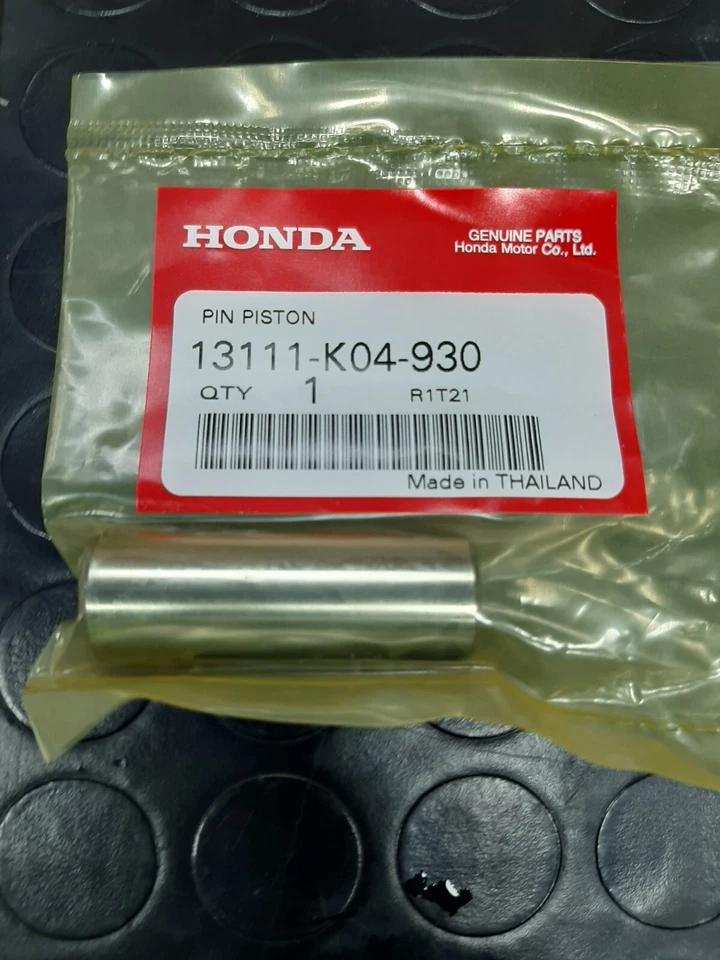 HONDA
GENUINE PARTS
Honda Motor Co., Ltd.
PIN PISTON
13111-K04-930
QTY 1 R1T21
Made in THAILAND